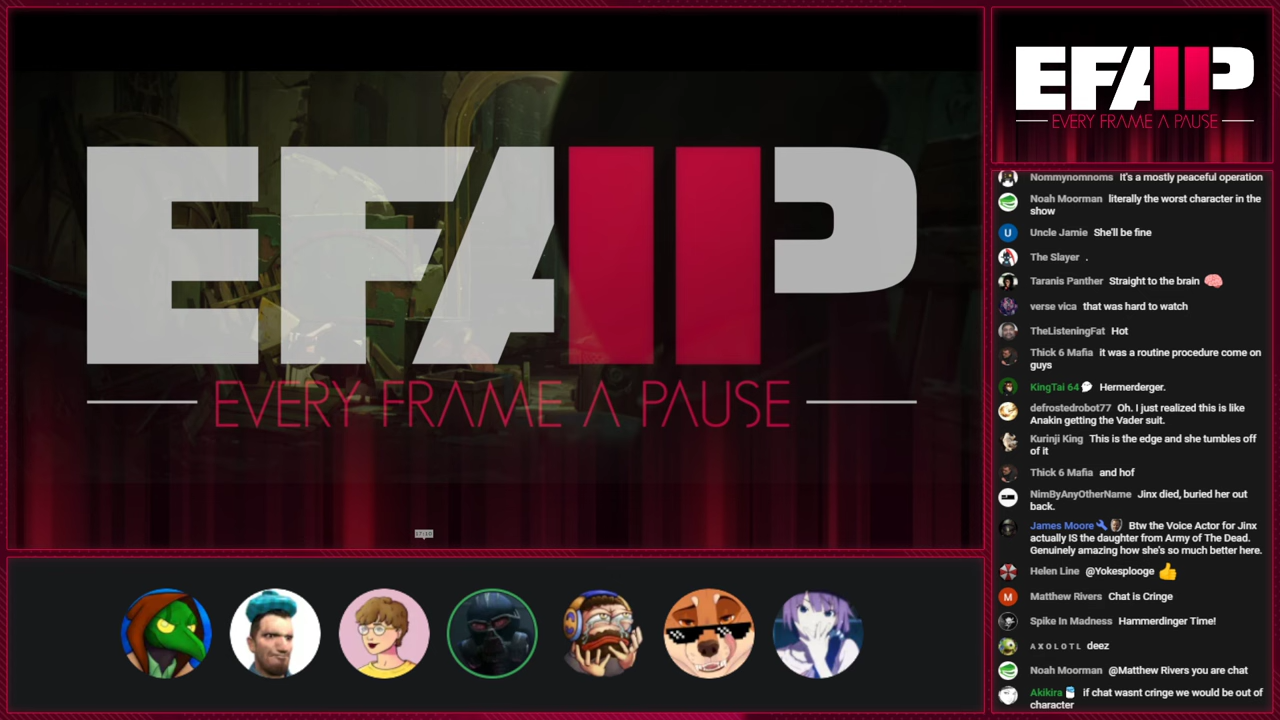 EFAP
EVERY FRAME A PAUSE
EFAP
EVERY FRAME A PAUSE
Nommynomnoms It's a mostly peaceful operation
Noah Moorman literally the worst character in the
show
U Uncle Jamie She'll be fine
The Slayer .
Taranis Panther Straight to the brain 🧠
verse vica that was hard to watch
TheListeningFat Hot
Thick 6 Mafia it was a routine procedure come on
guys
KingTai 64 Hermerderger.
defrostedrobot77 Oh. I just realized this is like
Anakin getting the Vader suit.
Kurinji King This is the edge and she tumbles off
of it
Thick 6 Mafia and hof
NimByAnyOtherName Jinx died, buried her out
back.
James Moore Btw the Voice Actor for Jinx
actually IS the daughter from Army of The Dead.
Genuinely amazing how she's so much better here.
Helen Line @Yokesplooge 👍
M Matthew Rivers Chat is Cringe
Spike In Madness Hammerdinger Time!
A X O L O T L deez
Noah Moorman @Matthew Rivers you are chat
Akikira if chat wasnt cringe we would be out of
character